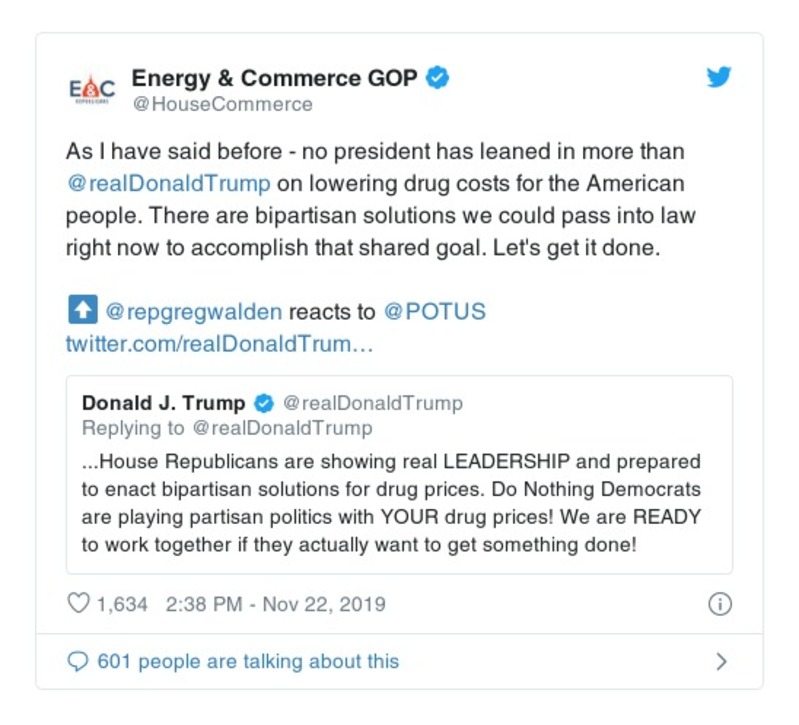 E&C
Energy & Commerce GOP
@HouseCommerce
As I have said before - no president has leaned in more than
@realDonaldTrump on lowering drug costs for the American
people. There are bipartisan solutions we could pass into law
right now to accomplish that shared goal. Let's get it done.
⬆ @repgregwalden reacts to @POTUS
twitter.com/realDonaldTrum…
Donald J. Trump @realDonaldTrump
Replying to @realDonaldTrump
...House Republicans are showing real LEADERSHIP and prepared
to enact bipartisan solutions for drug prices. Do Nothing Democrats
are playing partisan politics with YOUR drug prices! We are READY
to work together if they actually want to get something done!
1,634 2:38 PM - Nov 22, 2019
601 people are talking about this